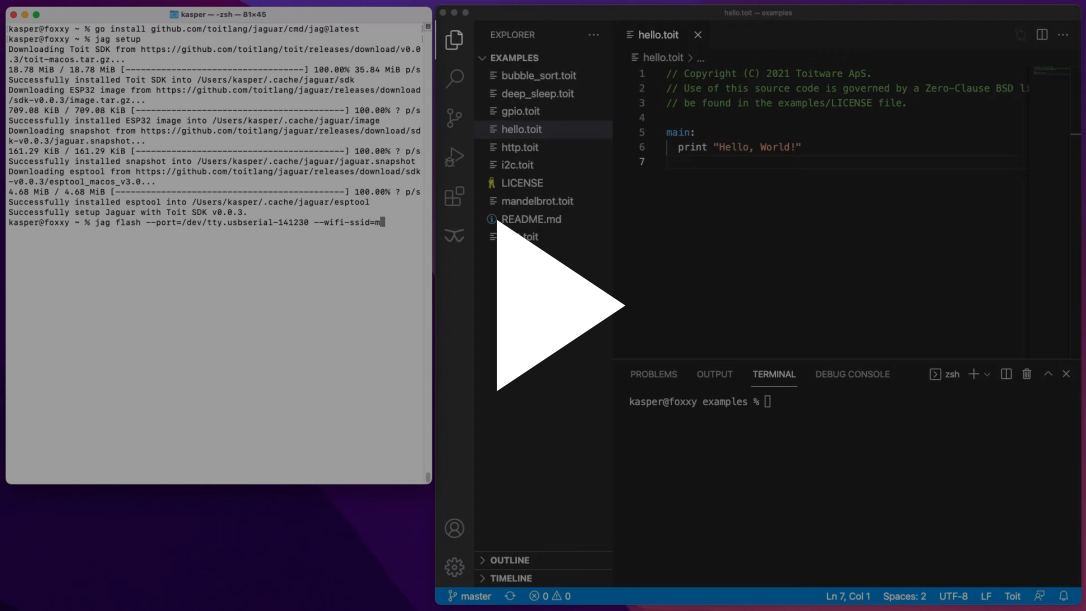 kasper — -zsh — 81×45
kasper@foxxy ~ % go install github.com/toitlang/jaguar/cmd/jag@latest
kasper@foxxy ~ % jag setup
Downloading Toit SDK from https://github.com/toitlang/toit/releases/download/v0.0
.3/toit-macos.tar.gz...
18.78 MiB / 18.78 MiB [----------------------------------] 100.00% 35.84 MiB p/s
Successfully installed Toit SDK into /Users/kasper/.cache/jaguar/sdk
Downloading ESP32 image from https://github.com/toitlang/jaguar/releases/download
/sdk-v0.0.3/image.tar.gz...
709.08 KiB / 709.08 KiB [----------------------------------------] 100.00% ? p/s
Successfully installed ESP32 image into /Users/kasper/.cache/jaguar/image
Downloading snapshot from https://github.com/toitlang/jaguar/releases/download/sd
k-v0.0.3/jaguar.snapshot...
161.29 KiB / 161.29 KiB [----------------------------------------] 100.00% ? p/s
Successfully installed snapshot into /Users/kasper/.cache/jaguar/jaguar.snapshot
Downloading esptool from https://github.com/toitlang/jaguar/releases/download/sdk
-v0.0.3/esptool_macos_v3.0...
4.68 MiB / 4.68 MiB [------------------------------------------] 100.00% ? p/s
Successfully installed esptool into /Users/kasper/.cache/jaguar/esptool
Successfully setup Jaguar with Toit SDK v0.0.3.
kasper@foxxy ~ % jag flash --port=/dev/tty.usbserial-141230 --wifi-ssid=m
hello.toit — examples
EXPLORER
EXAMPLES
bubble_sort.toit
deep_sleep.toit
gpio.toit
hello.toit
http.toit
i2c.toit
LICENSE
mandelbrot.toit
README.md
.toit
OUTLINE
TIMELINE
hello.toit
hello.toit > ...
1 // Copyright (C) 2021 Toitware ApS.
2 // Use of this source code is governed by a Zero-Clause BSD li
3 // be found in the examples/LICENSE file.
4
5 main:
6 print "Hello, World!"
7
PROBLEMS OUTPUT TERMINAL DEBUG CONSOLE zsh
kasper@foxxy examples %
master 0 0 Ln 7, Col 1 Spaces: 2 UTF-8 LF Toit